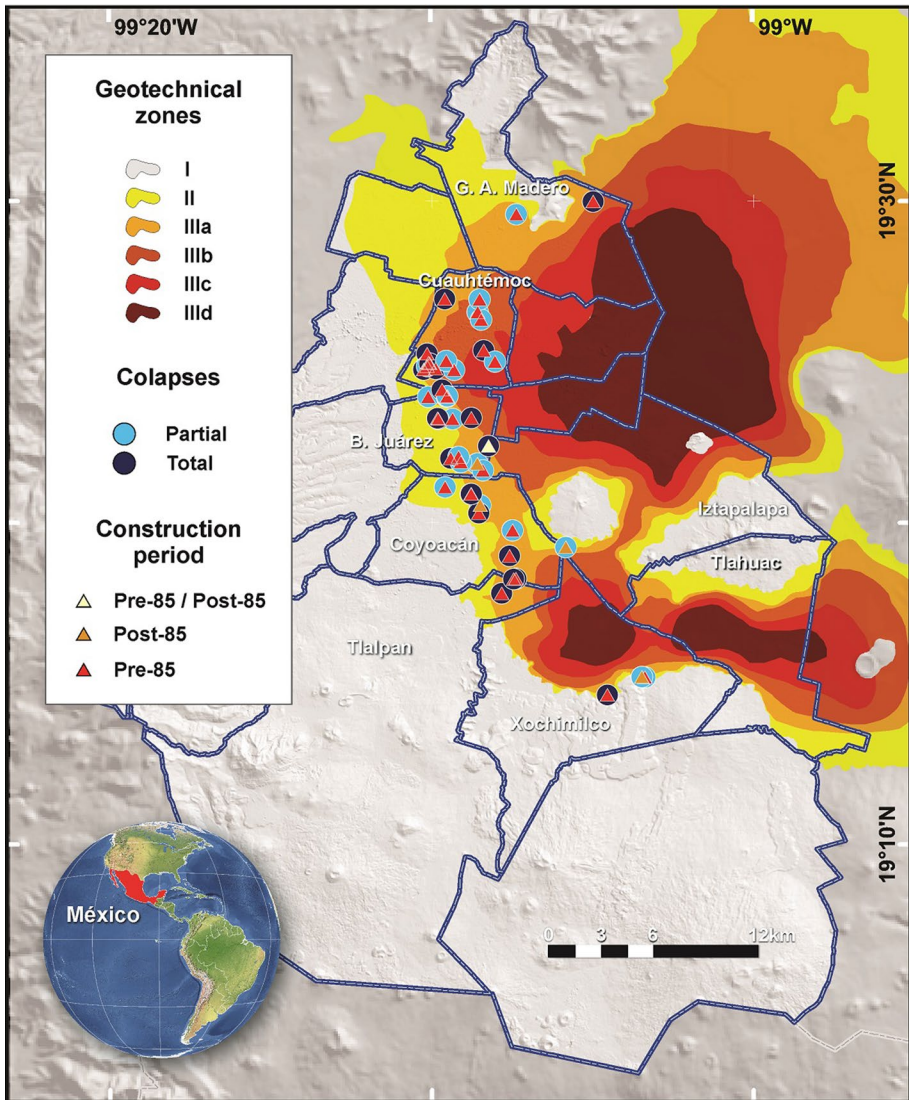 99°20'W
99°W
Geotechnical
zones
I
II
IIIa
IIIb
IIIc
IIId
Colapses
Partial
Total
Construction
period
Pre-85 / Post-85
Post-85
Pre-85
G. A. Madero
19°30'N
Cuauhtémoc
B. Juárez
Iztapalapa
Coyoacán
Tlahuac
Tlalpan
Xochimilco
19°10'N
México
0 3 6 12km